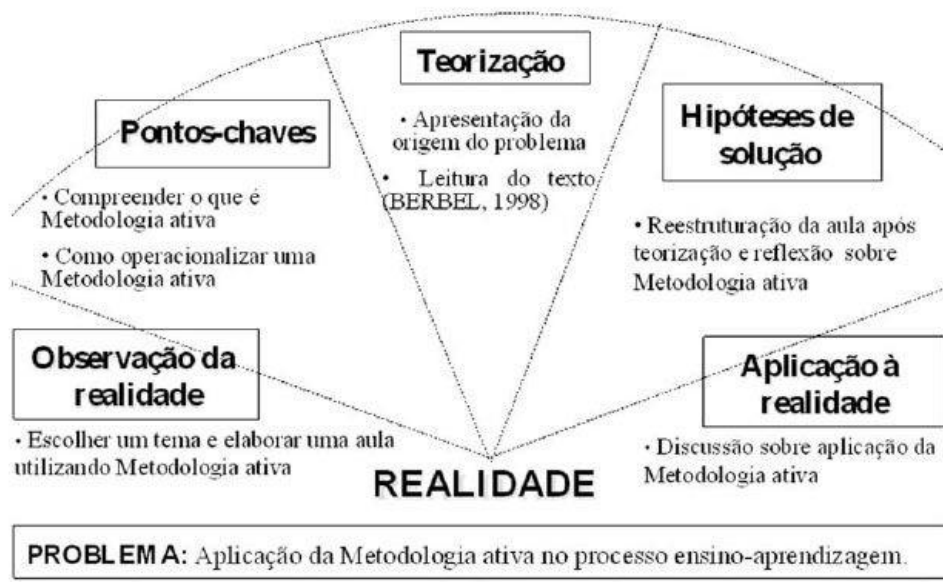 Teorização
• Apresentação da
origem do problema
• Leitura do texto
(BERBEL, 1998)
Pontos-chaves
• Compreender o que é
Metodologia ativa
• Como operacionalizar uma
Metodologia ativa
Hipóteses de
solução
• Reestruturação da aula após
teorização e reflexão sobre
Metodologia ativa
Observação da
realidade
• Escolher um tema e elaborar uma aula
utilizando Metodologia ativa
Aplicação à
realidade
• Discussão sobre aplicação da
Metodologia ativa
REALIDADE
PROBLEMA: Aplicação da Metodologia ativa no processo ensino-aprendizagem.